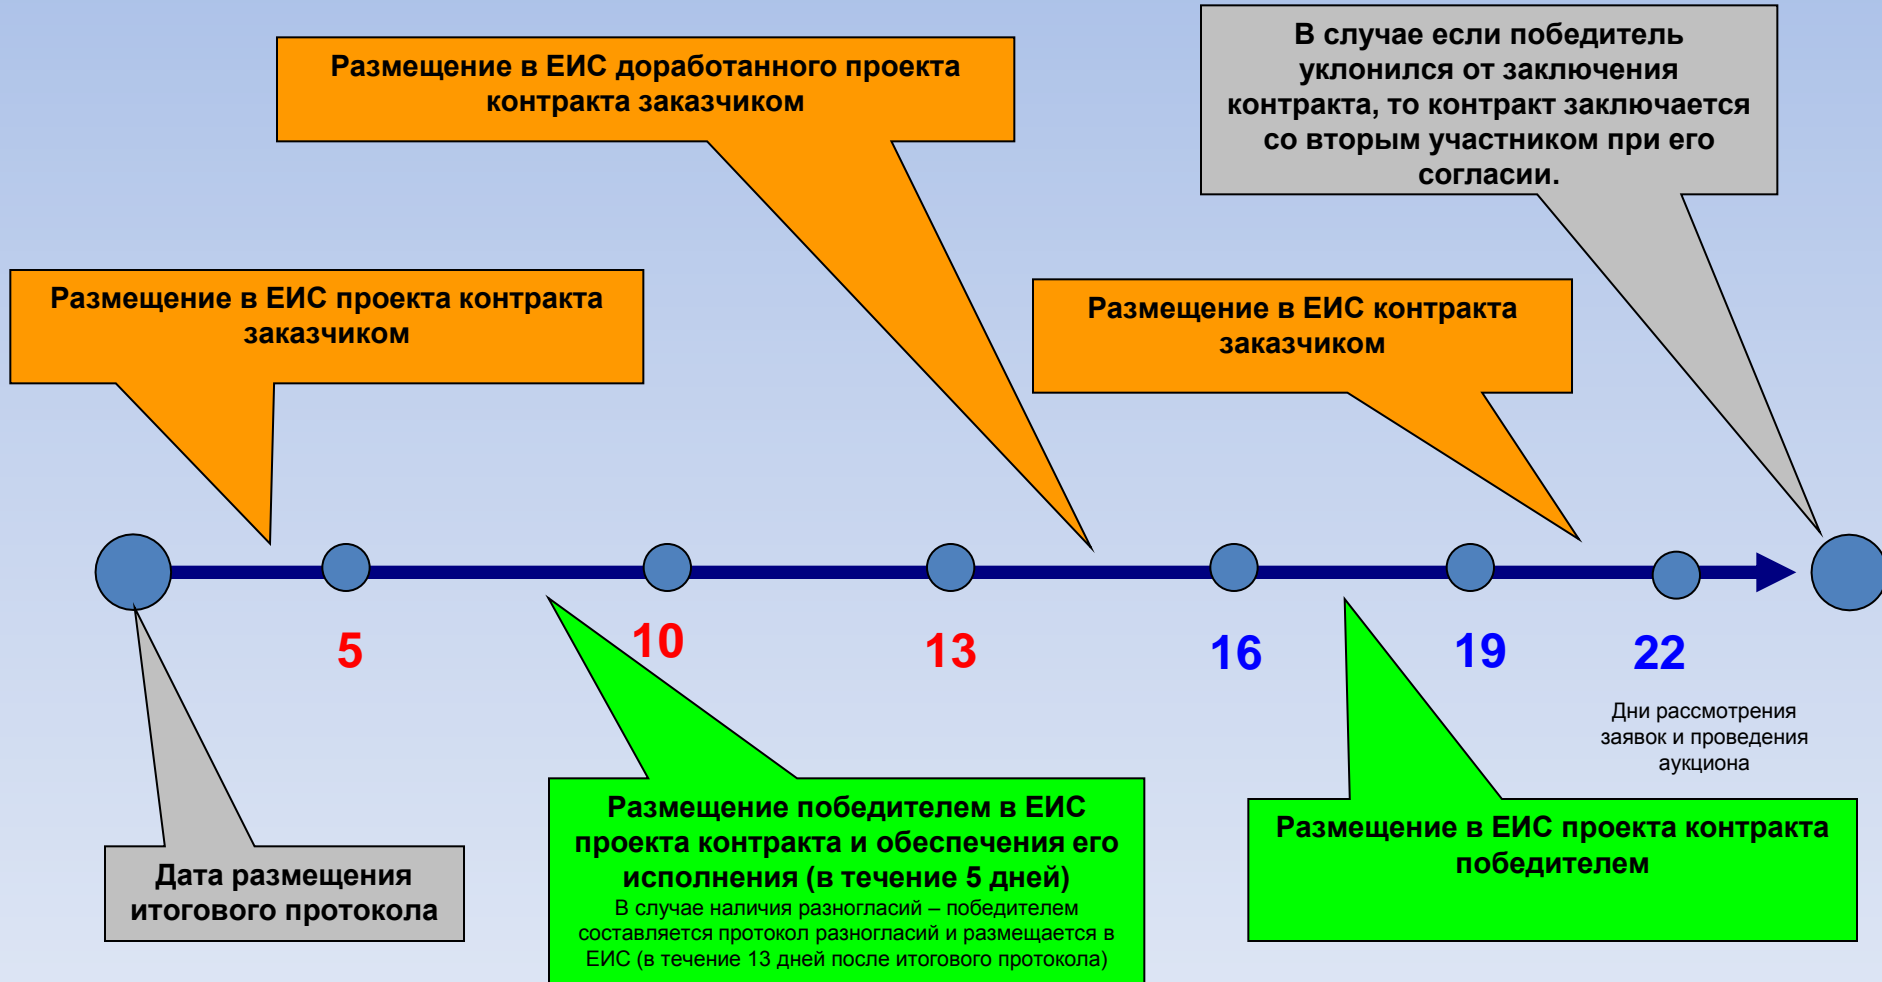 Размещение в ЕИС доработанного проекта
контракта заказчиком
В случае если победитель
уклонился от заключения
контракта, то контракт заключается
со вторым участником при его
согласии.
Размещение в ЕИС проекта контракта
заказчиком
Размещение в ЕИС контракта
заказчиком
5
10
13
16
19
22
Дни рассмотрения
заявок и проведения
аукциона
Дата размещения
итогового протокола
Размещение победителем в ЕИС
проекта контракта и обеспечения его
исполнения (в течение 5 дней)
В случае наличия разногласий – победителем
составляется протокол разногласий и размещается в
ЕИС (в течение 13 дней после итогового протокола)
Размещение в ЕИС проекта контракта
победителем